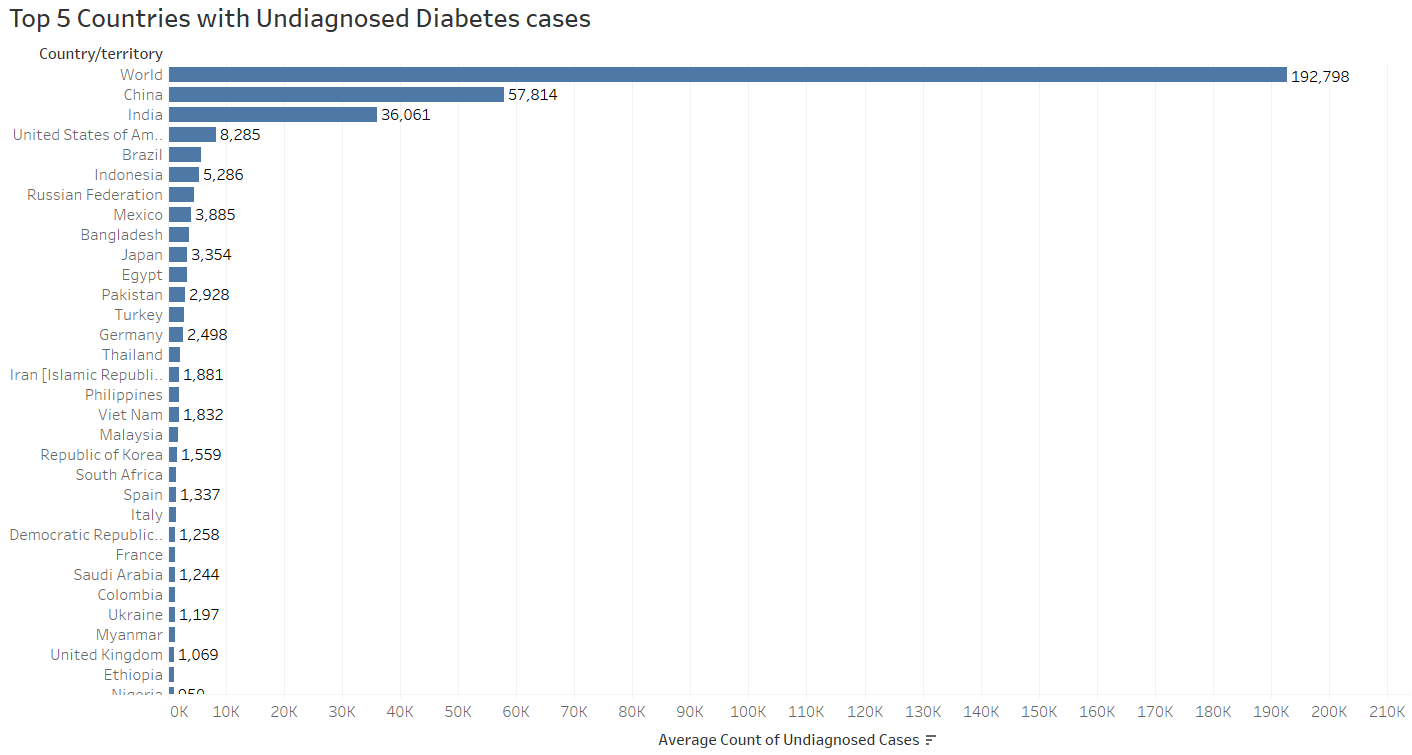 Top 5 Countries with Undiagnosed Diabetes cases
Country/territory
World 192,798
China 57,814
India 36,061
United States of Am.. 8,285
Brazil
Indonesia 5,286
Russian Federation
Mexico 3,885
Bangladesh
Japan 3,354
Egypt
Pakistan 2,928
Turkey
Germany 2,498
Thailand
Iran [Islamic Republi.. 1,881
Philippines
Viet Nam 1,832
Malaysia
Republic of Korea 1,559
South Africa
Spain 1,337
Italy
Democratic Republic.. 1,258
France
Saudi Arabia 1,244
Colombia
Ukraine 1,197
Myanmar
United Kingdom 1,069
Ethiopia
Nigeria
0K 10K 20K 30K 40K 50K 60K 70K 80K 90K 100K 110K 120K 130K 140K 150K 160K 170K 180K 190K 200K 210K
Average Count of Undiagnosed Cases